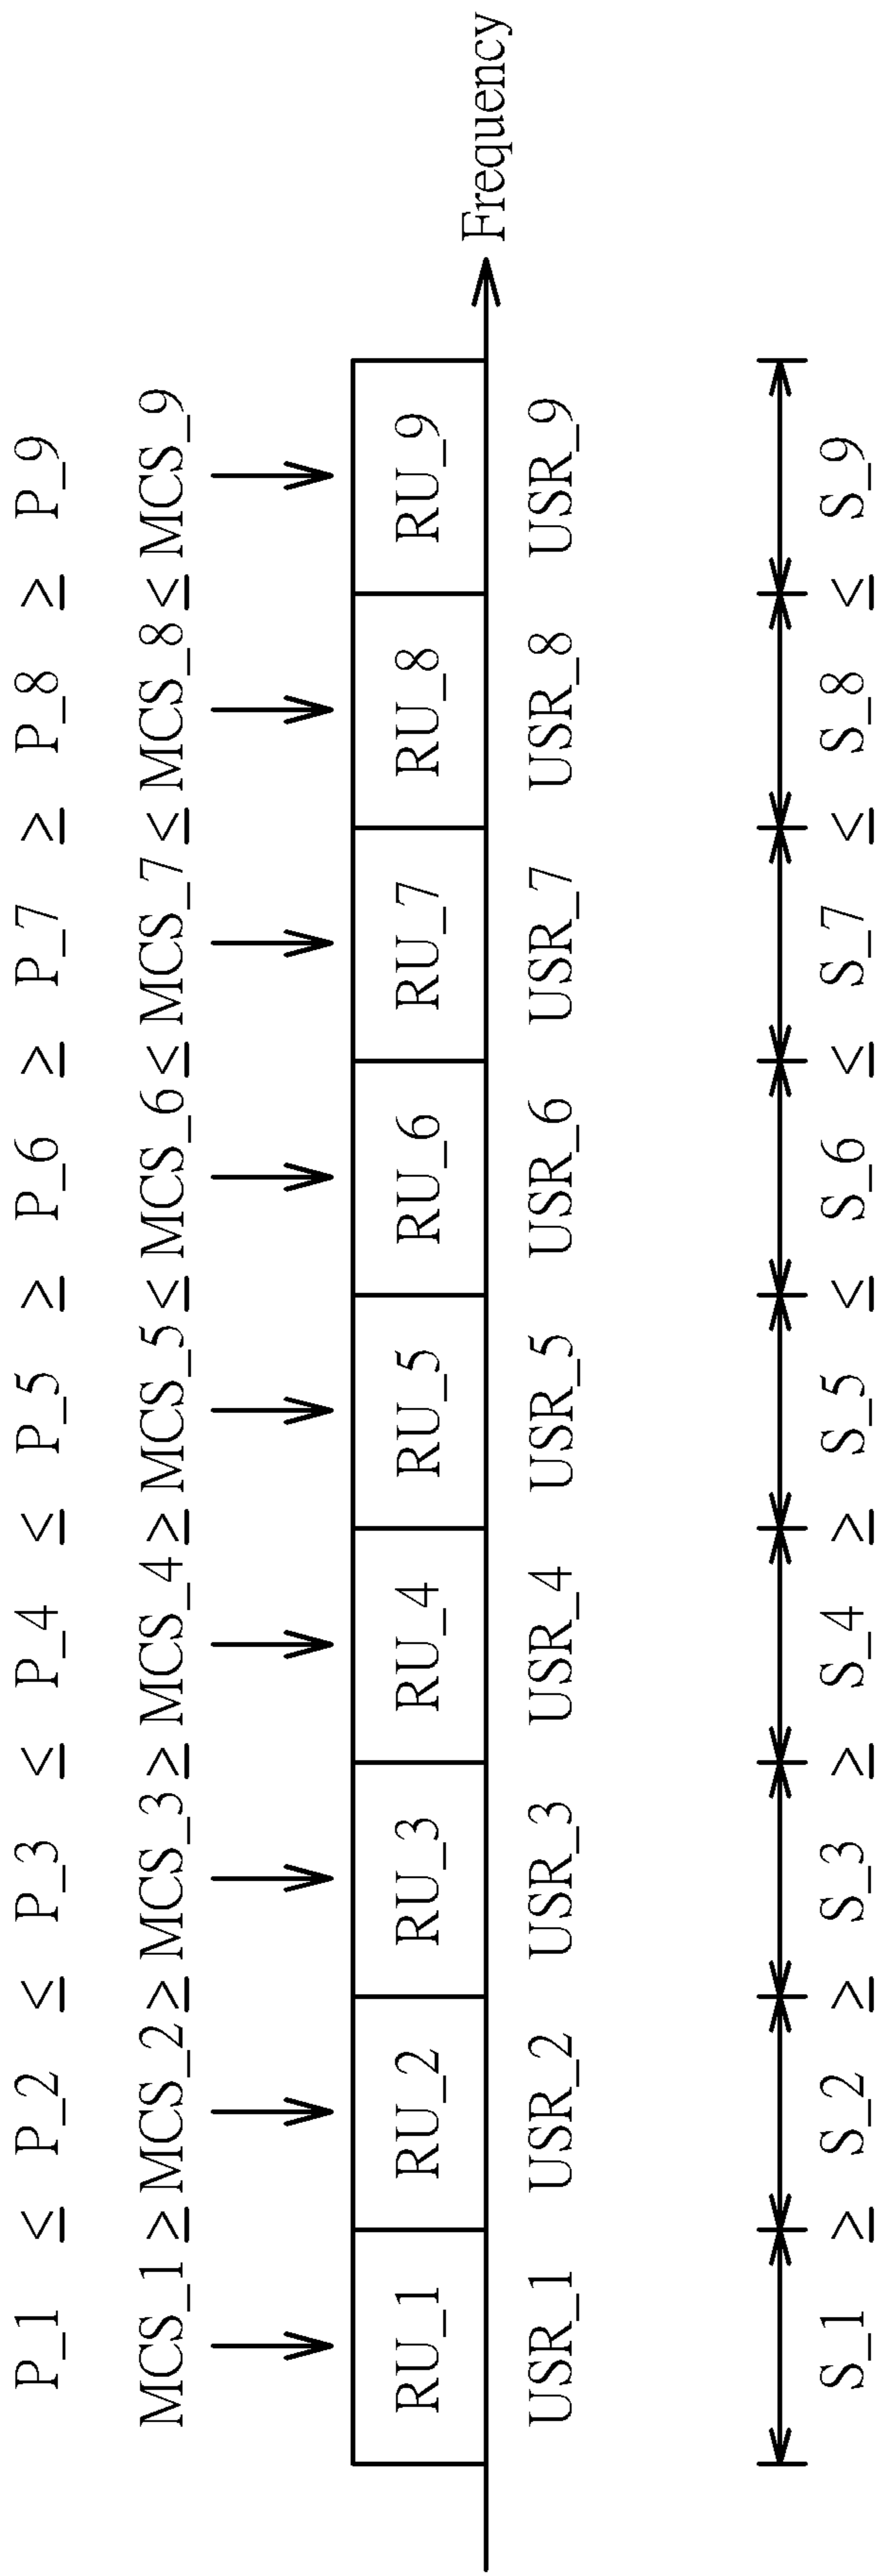 P_1 ≤ P_2 ≤ P_3 ≤ P_4 ≤ P_5 ≥ P_6 ≥ P_7 ≥ P_8 ≥ P_9
MCS_1 ≥ MCS_2 ≥ MCS_3 ≥ MCS_4 ≥ MCS_5 ≤ MCS_6 ≤ MCS_7 ≤ MCS_8 ≤ MCS_9
RU_1 RU_2 RU_3 RU_4 RU_5 RU_6 RU_7 RU_8 RU_9
Frequency
USR_1 USR_2 USR_3 USR_4 USR_5 USR_6 USR_7 USR_8 USR_9
S_1 ≥ S_2 ≥ S_3 ≥ S_4 ≥ S_5 ≤ S_6 ≤ S_7 ≤ S_8 ≤ S_9